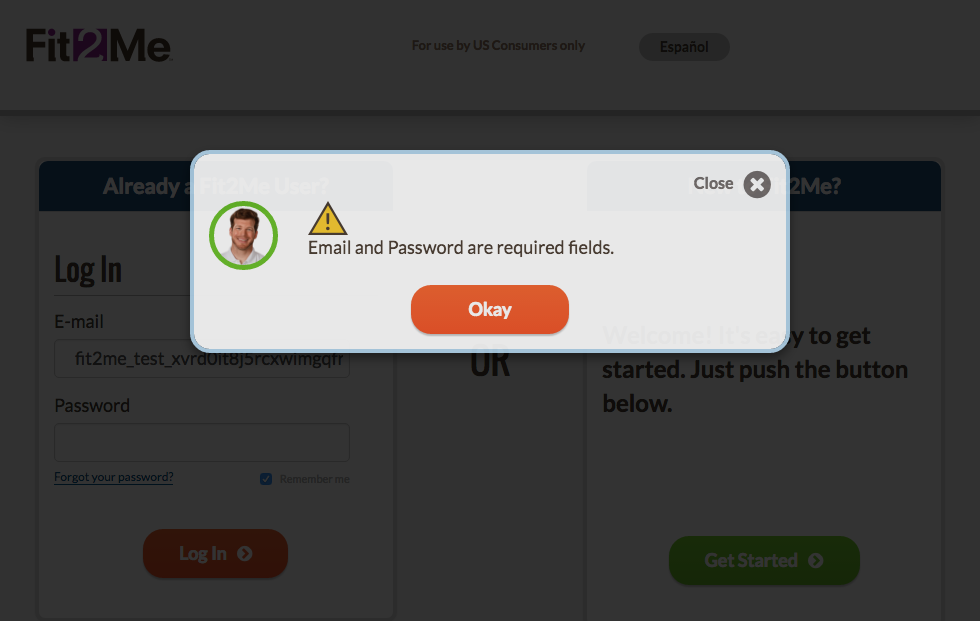 Fit2Me
For use by US Consumers only
Español
Already a Fit2Me User?
Fit2Me?
Close
Email and Password are required fields.
Okay
Log In
E-mail
Password
Forgot your password?
Remember me
Log In
OR
Welcome! It's easy to get
started. Just push the button
below.
Get Started